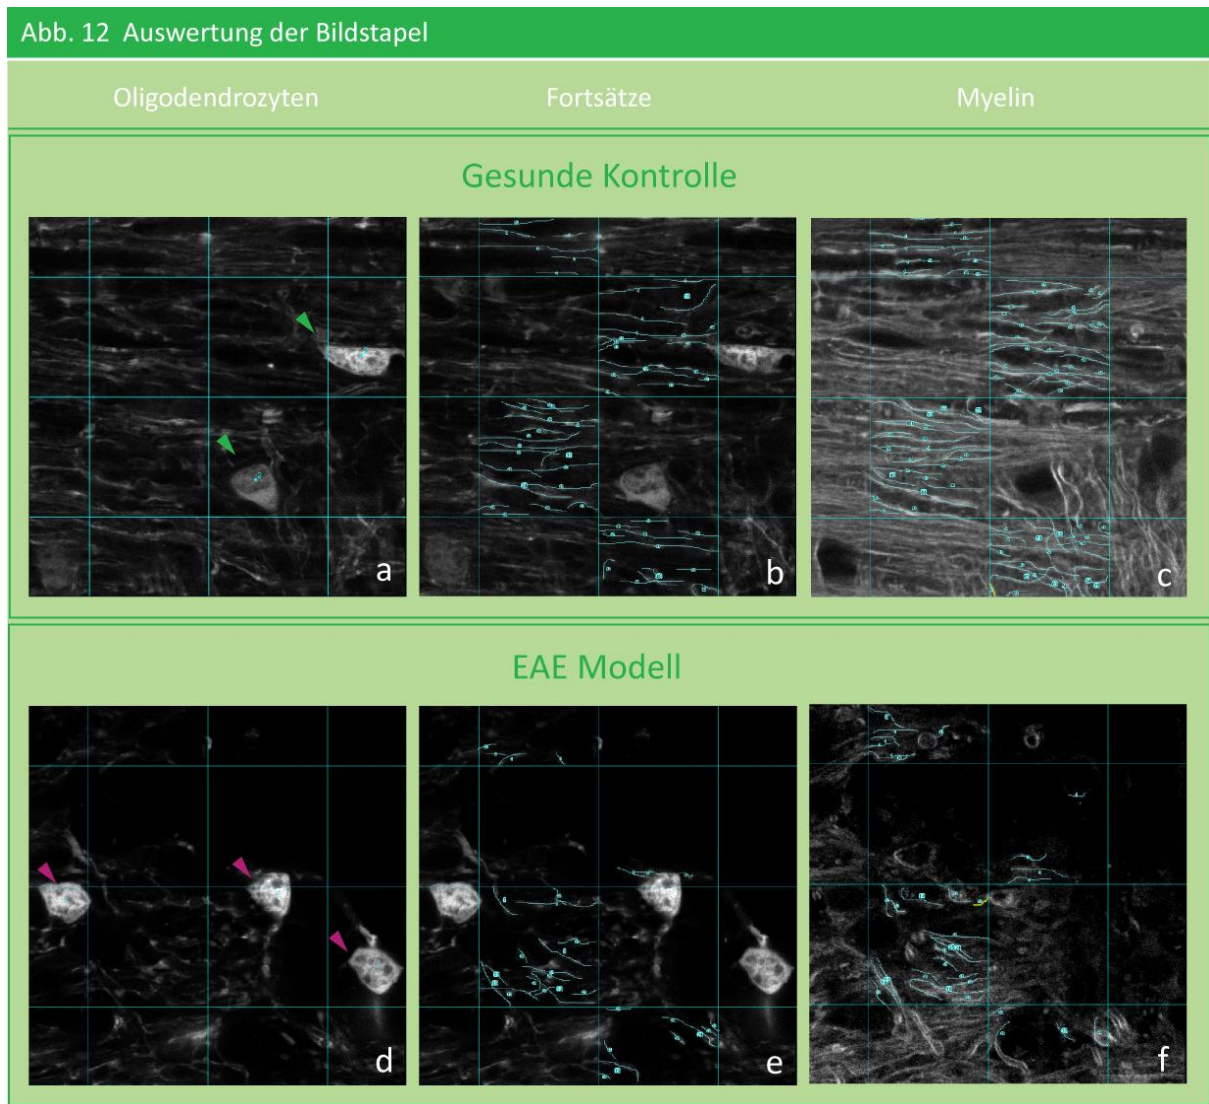 Abb. 12 Auswertung der Bildstapel
Oligodendrozyten Fortsätze Myelin
Gesunde Kontrolle
a b c
EAE Modell
d e f